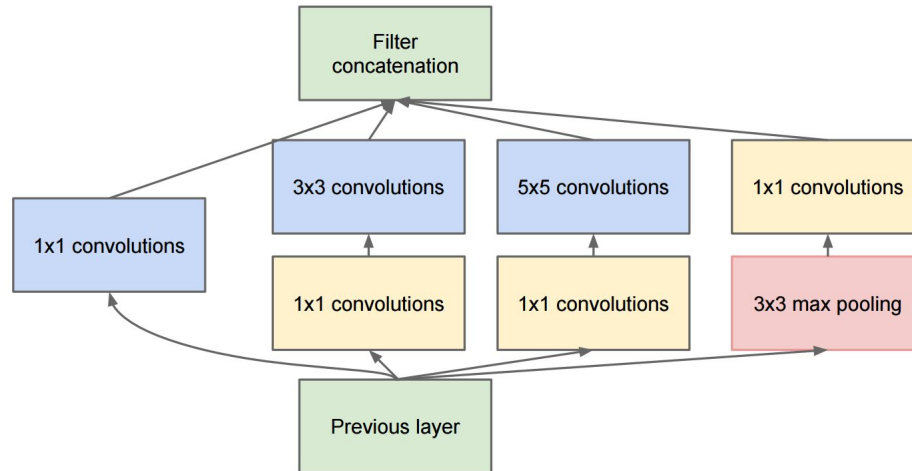 Filter
concatenation
3x3 convolutions
5x5 convolutions
1x1 convolutions
1x1 convolutions
1x1 convolutions
1x1 convolutions
3x3 max pooling
Previous layer